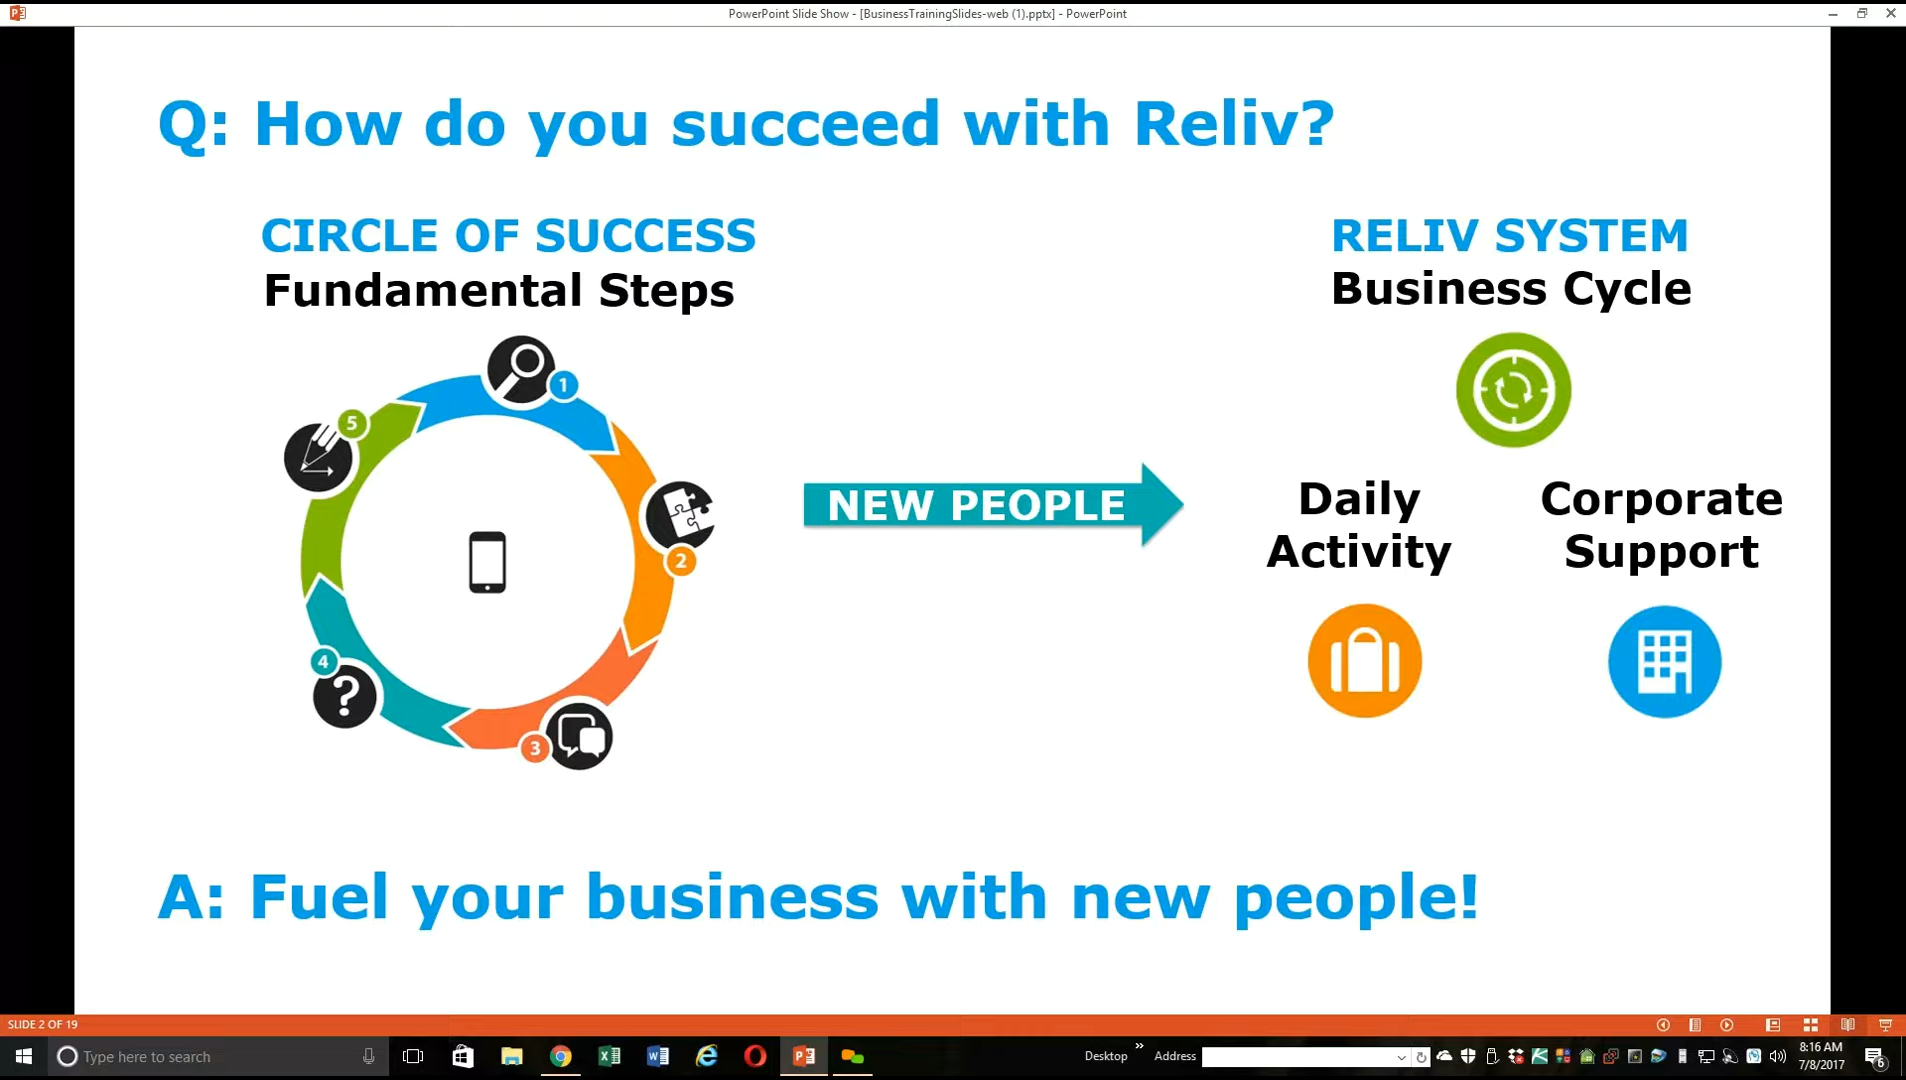 PowerPoint Slide Show - [BusinessTrainingSlides-web (1).pptx] - PowerPoint
Q: How do you succeed with Reliv?
CIRCLE OF SUCCESS
Fundamental Steps
RELIV SYSTEM
Business Cycle
1
5
2
4
3
NEW PEOPLE
Daily
Activity
Corporate
Support
A: Fuel your business with new people!
SLIDE 2 OF 19
Type here to search
Desktop
Address
8:16 AM
7/8/2017
6